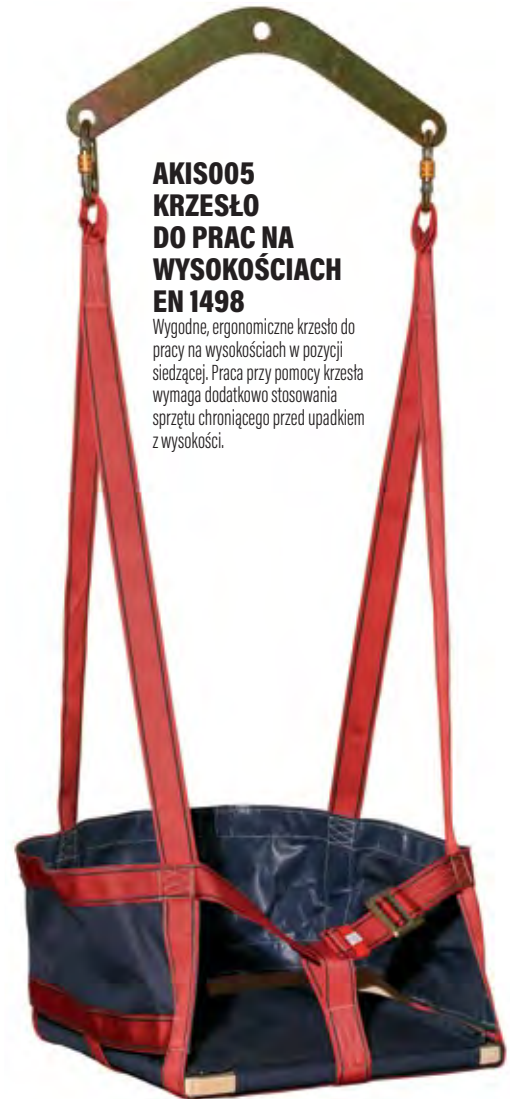 AKIS005
KRZESŁO
DO PRAC NA
WYSOKOŚCIACH
EN 1498
Wygodne, ergonomiczne krzesło do
pracy na wysokościach w pozycji
siedzącej. Praca przy pomocy krzesła
wymaga dodatkowo stosowania
sprzętu chroniącego przed upadkiem
z wysokości.